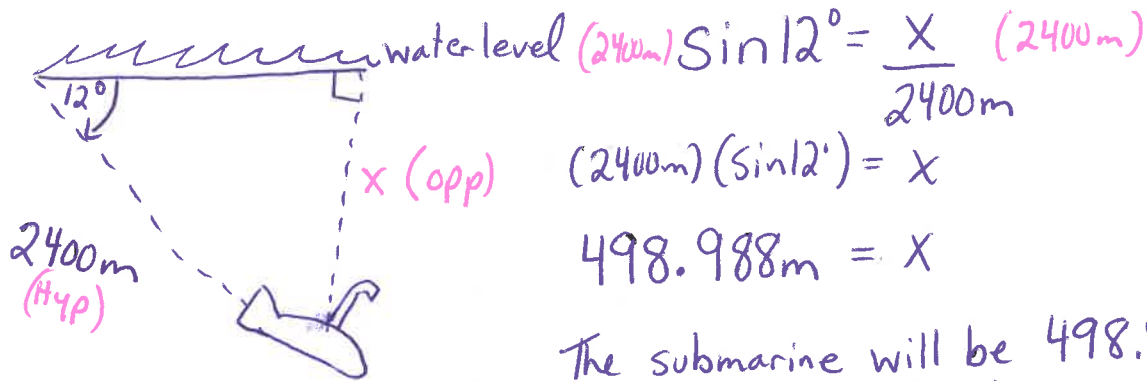 water level
12°
X (opp)
2400m
(Hyp)
(2400m) Sin12° = X (2400m)
2400m
(2400m) (Sin12°) = X
498.988m = X
The submarine will be 498.